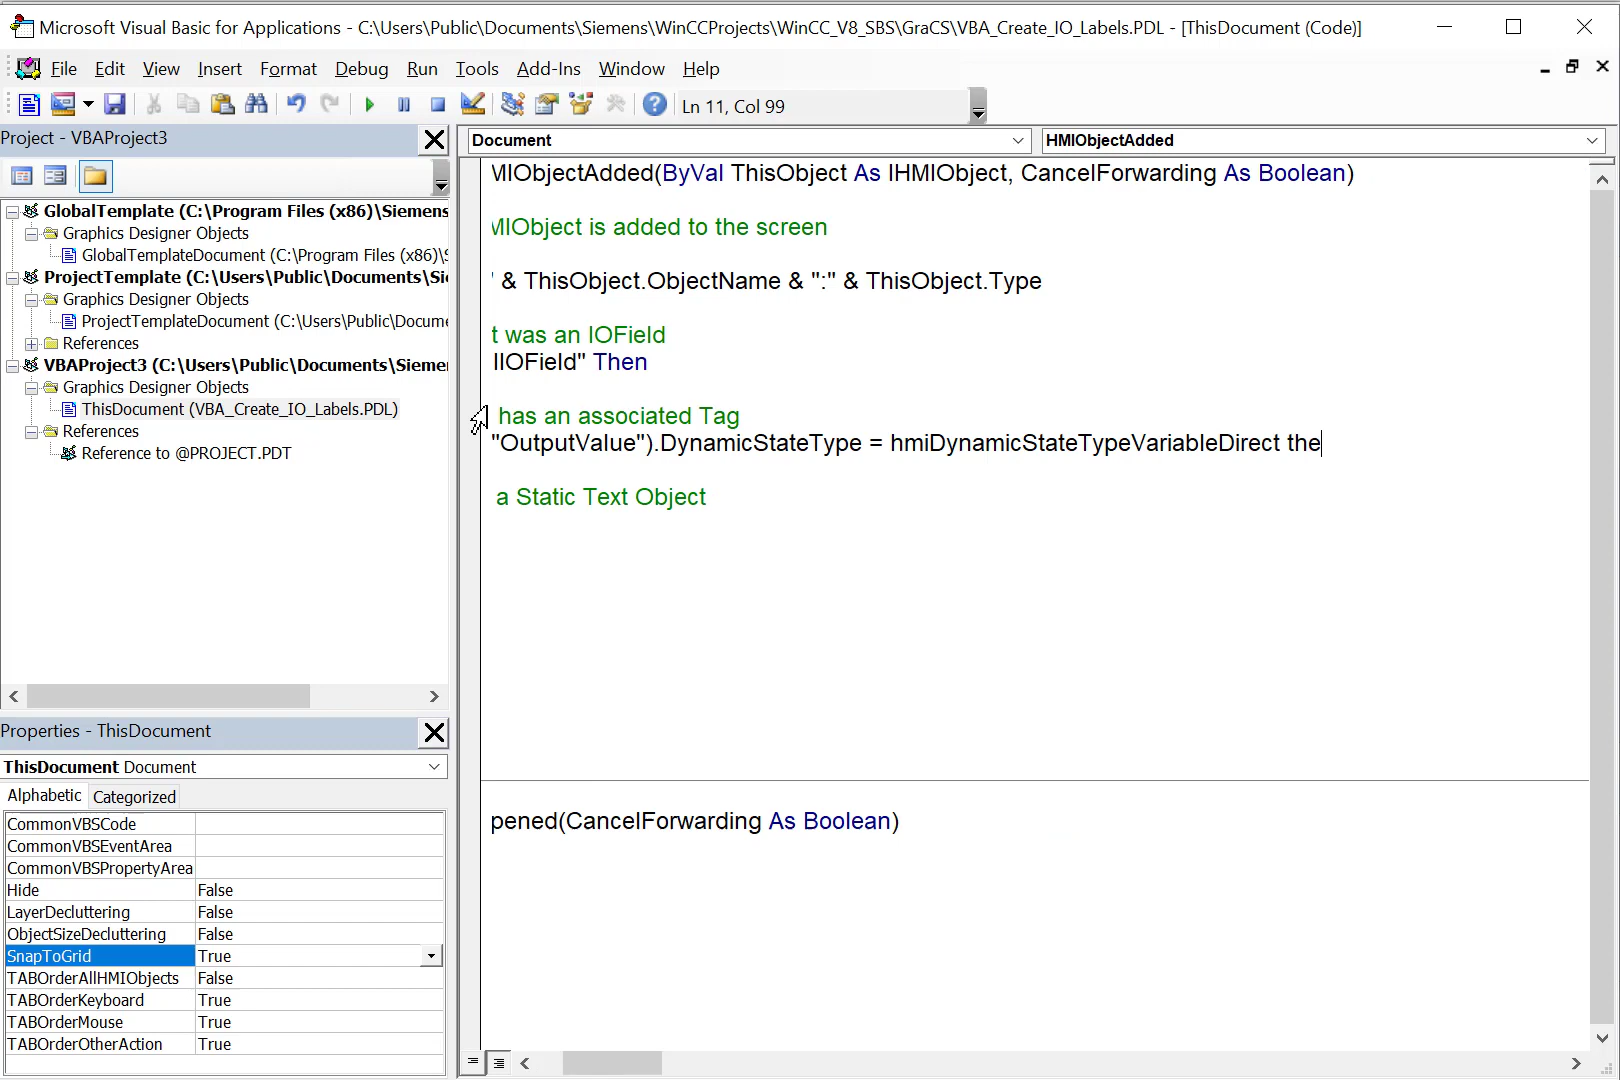 Microsoft Visual Basic for Applications - C:\Users\Public\Documents\Siemens\WinCCProjects\WinCC_V8_SBS\GraCS\VBA_Create_IO_Labels.PDL - [ThisDocument (Code)]
File Edit View Insert Format Debug Run Tools Add-Ins Window Help
Ln 11, Col 99
Project - VBAProject3
GlobalTemplate (C:\Program Files (x86)\Siemens
Graphics Designer Objects
GlobalTemplateDocument (C:\Program Files (x86)\S
ProjectTemplate (C:\Users\Public\Documents\Si
Graphics Designer Objects
ProjectTemplateDocument (C:\Users\Public\Docume
References
VBAProject3 (C:\Users\Public\Documents\Sieme
Graphics Designer Objects
ThisDocument (VBA_Create_IO_Labels.PDL)
References
Reference to @PROJECT.PDT
Properties - ThisDocument
ThisDocument Document
Alphabetic Categorized
CommonVBSCode
CommonVBSEventArea
CommonVBSPropertyArea
Hide False
LayerDecluttering False
ObjectSizeDecluttering False
SnapToGrid True
TABOrderAllHMIObjects False
TABOrderKeyboard True
TABOrderMouse True
TABOrderOtherAction True
Document HMIObjectAdded
MIObjectAdded(ByVal ThisObject As IHMIObject, CancelForwarding As Boolean)
MIObject is added to the screen
" & ThisObject.ObjectName & ":" & ThisObject.Type
t was an IOField
IIOField" Then
has an associated Tag
"OutputValue").DynamicStateType = hmiDynamicStateTypeVariableDirect the
a Static Text Object
pened(CancelForwarding As Boolean)